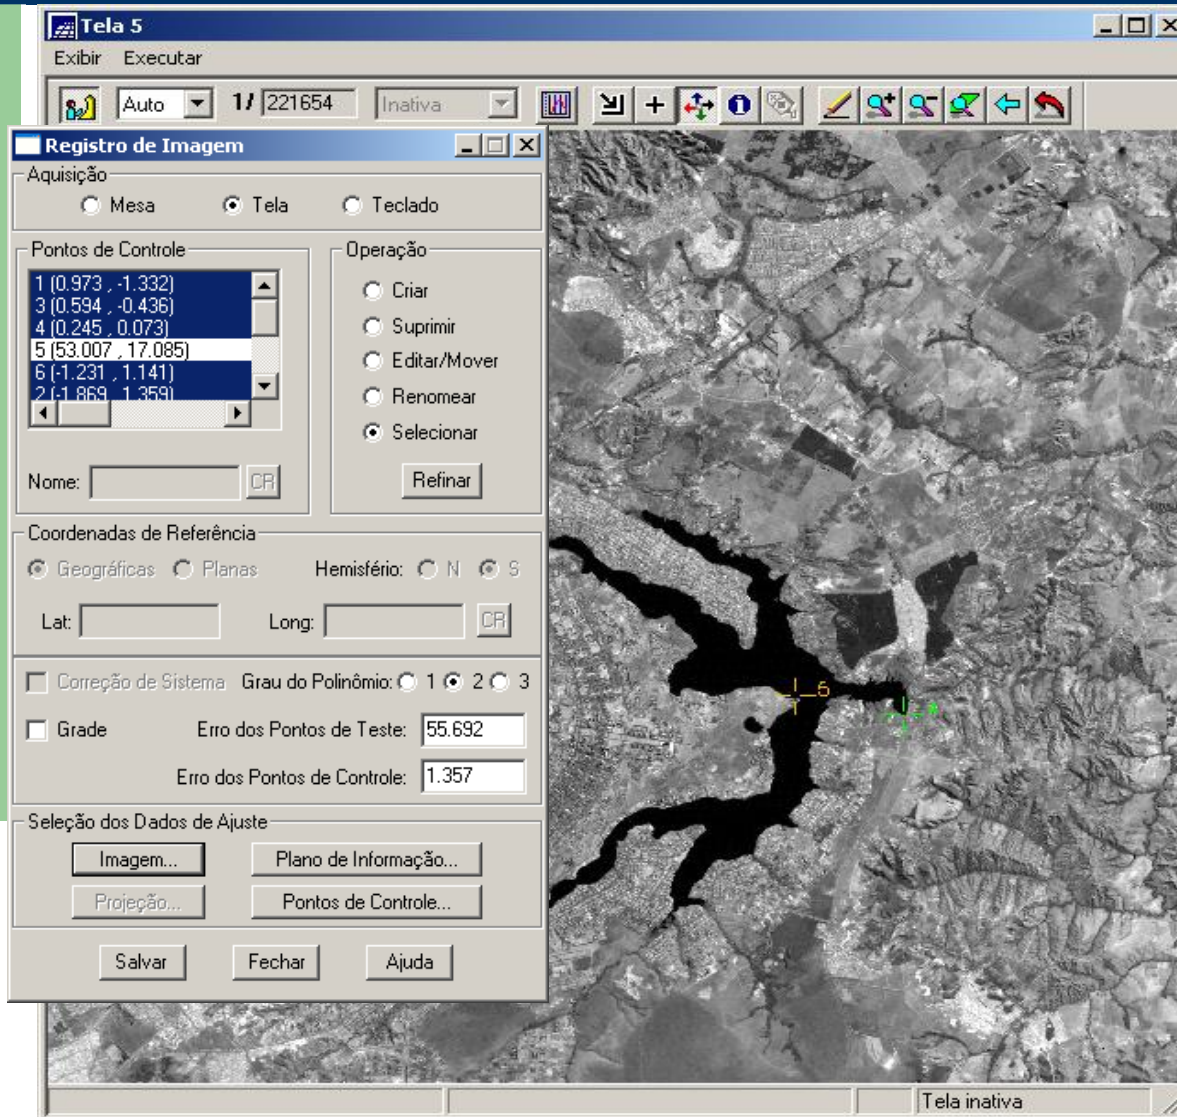 Tela 5
Exibir Executar
Auto 1/ 221654 Inativa
Registro de Imagem
Aquisição
Mesa Tela Teclado
Pontos de Controle
1 (0.973 , -1.332)
3 (0.594 , -0.436)
4 (0.245 , 0.073)
5 (53.007 , 17.085)
6 (-1.231 , 1.141)
2 (-1.869 , 1.359)
Nome: CR
Operação
Criar
Suprimir
Editar/Mover
Renomear
Selecionar
Refinar
Coordenadas de Referência
Geográficas Planas Hemisfério: N S
Lat: Long: CR
Correção de Sistema Grau do Polinômio: 1 2 3
Grade Erro dos Pontos de Teste: 55.692
Erro dos Pontos de Controle: 1.357
Seleção dos Dados de Ajuste
Imagem... Plano de Informação...
Projeção... Pontos de Controle...
Salvar Fechar Ajuda
5
Tela inativa